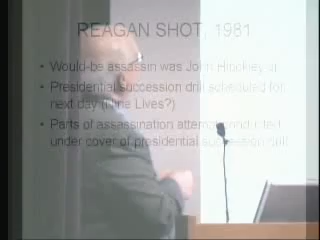 REAGAN SHOT, 1981
• Would-be assassin was John Hinckley Jr
• Presidential succession drill scheduled for
next day (Nine Lives?)
• Parts of assassination attempt
under cover of presidential succession drill